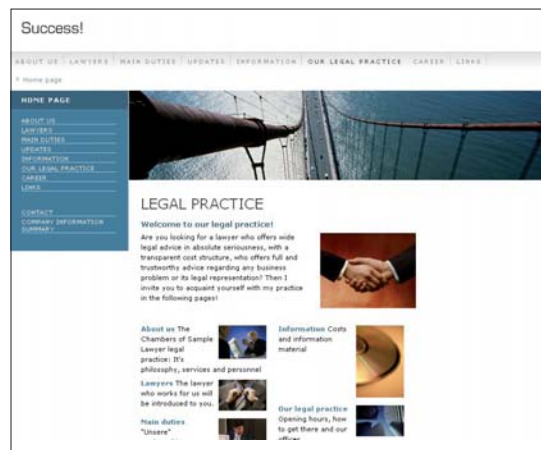 Success!
ABOUT US | LAWYERS | MAIN DUTIES | UPDATES | INFORMATION | OUR LEGAL PRACTICE | CAREER | LINKS
Home page
HOME PAGE
ABOUT US
LAWYERS
MAIN DUTIES
UPDATES
INFORMATION
OUR LEGAL PRACTICE
CAREER
LINKS
CONTACT
COMPANY INFORMATION
SUMMARY
LEGAL PRACTICE
Welcome to our legal practice!
Are you looking for a lawyer who offers wide
legal advice in absolute seriousness, with a
transparent cost structure, who offers full and
trustworthy advice regarding any business
problem or its legal representation? Then I
invite you to acquaint yourself with my practice
in the following pages!
About us The
Chambers of Sample
Lawyer legal
practice: It's
philosophy, services and personnel
Lawyers The lawyer
who works for us will
be introduced to you.
Main duties
"Unsere"
Information Costs
and information
material
Our legal practice
Opening hours, how
to get there and our